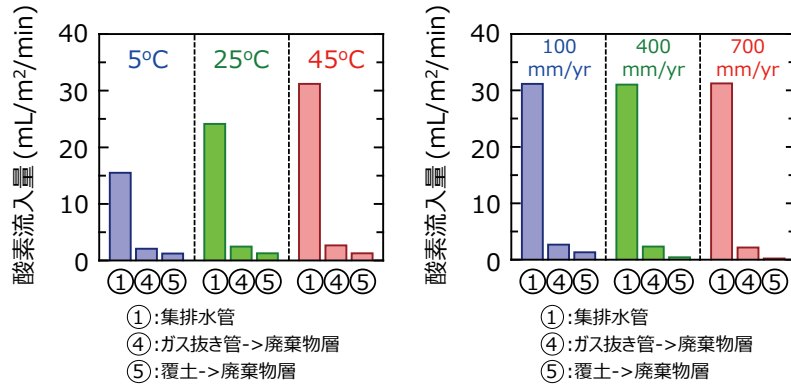 酸素流入量 (mL/m²/min)
40
30
20
10
0
5°C
25°C
45°C
①④⑤ ①④⑤ ①④⑤
①:集排水管
④:ガス抜き管->廃棄物層
⑤:覆土->廃棄物層
酸素流入量 (mL/m²/min)
40
30
20
10
0
100
mm/yr
400
mm/yr
700
mm/yr
①④⑤ ①④⑤ ①④⑤
①:集排水管
④:ガス抜き管->廃棄物層
⑤:覆土->廃棄物層